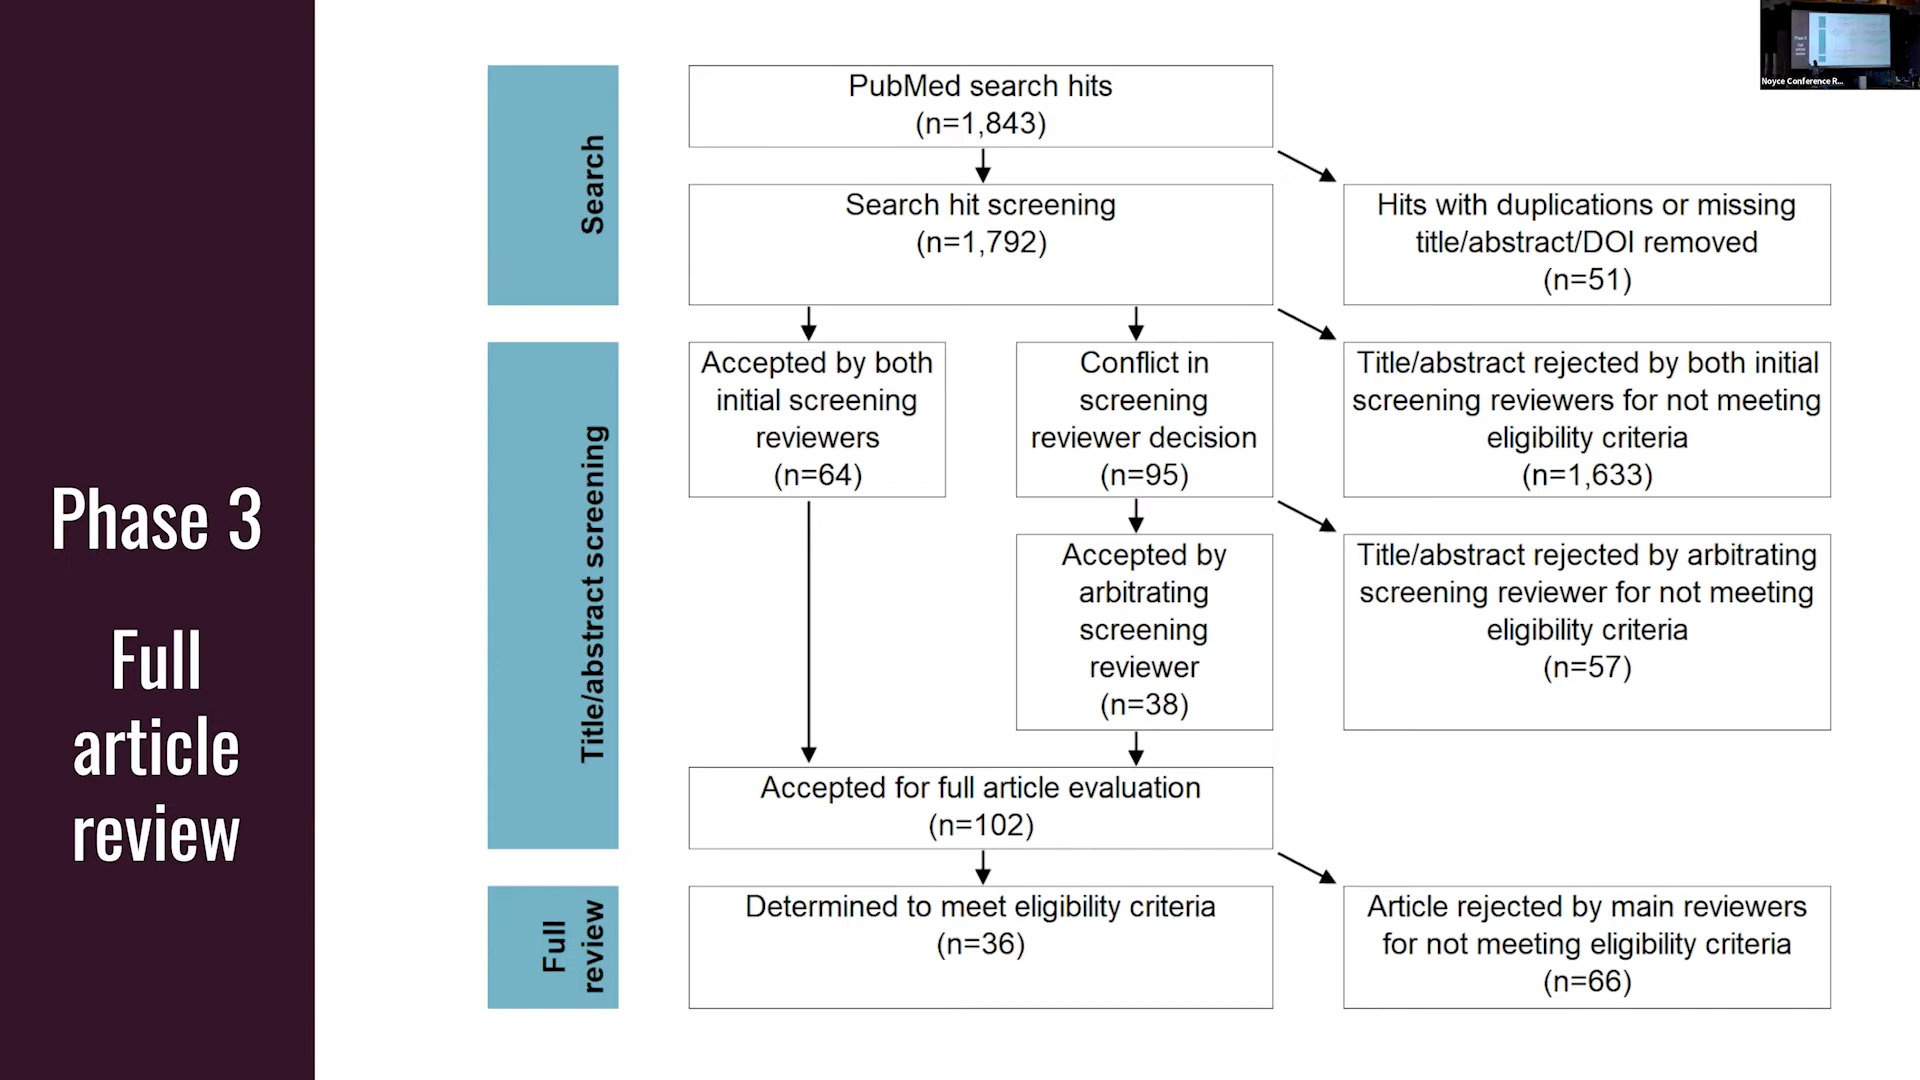 Phase 3
Full
article
review
Search
Title/abstract screening
Full
review
PubMed search hits
(n=1,843)
Search hit screening
(n=1,792)
Hits with duplications or missing
title/abstract/DOI removed
(n=51)
Accepted by both
initial screening
reviewers
(n=64)
Conflict in
screening
reviewer decision
(n=95)
Title/abstract rejected by both initial
screening reviewers for not meeting
eligibility criteria
(n=1,633)
Accepted by
arbitrating
screening
reviewer
(n=38)
Title/abstract rejected by arbitrating
screening reviewer for not meeting
eligibility criteria
(n=57)
Accepted for full article evaluation
(n=102)
Determined to meet eligibility criteria
(n=36)
Article rejected by main reviewers
for not meeting eligibility criteria
(n=66)
Noyce Conference R...